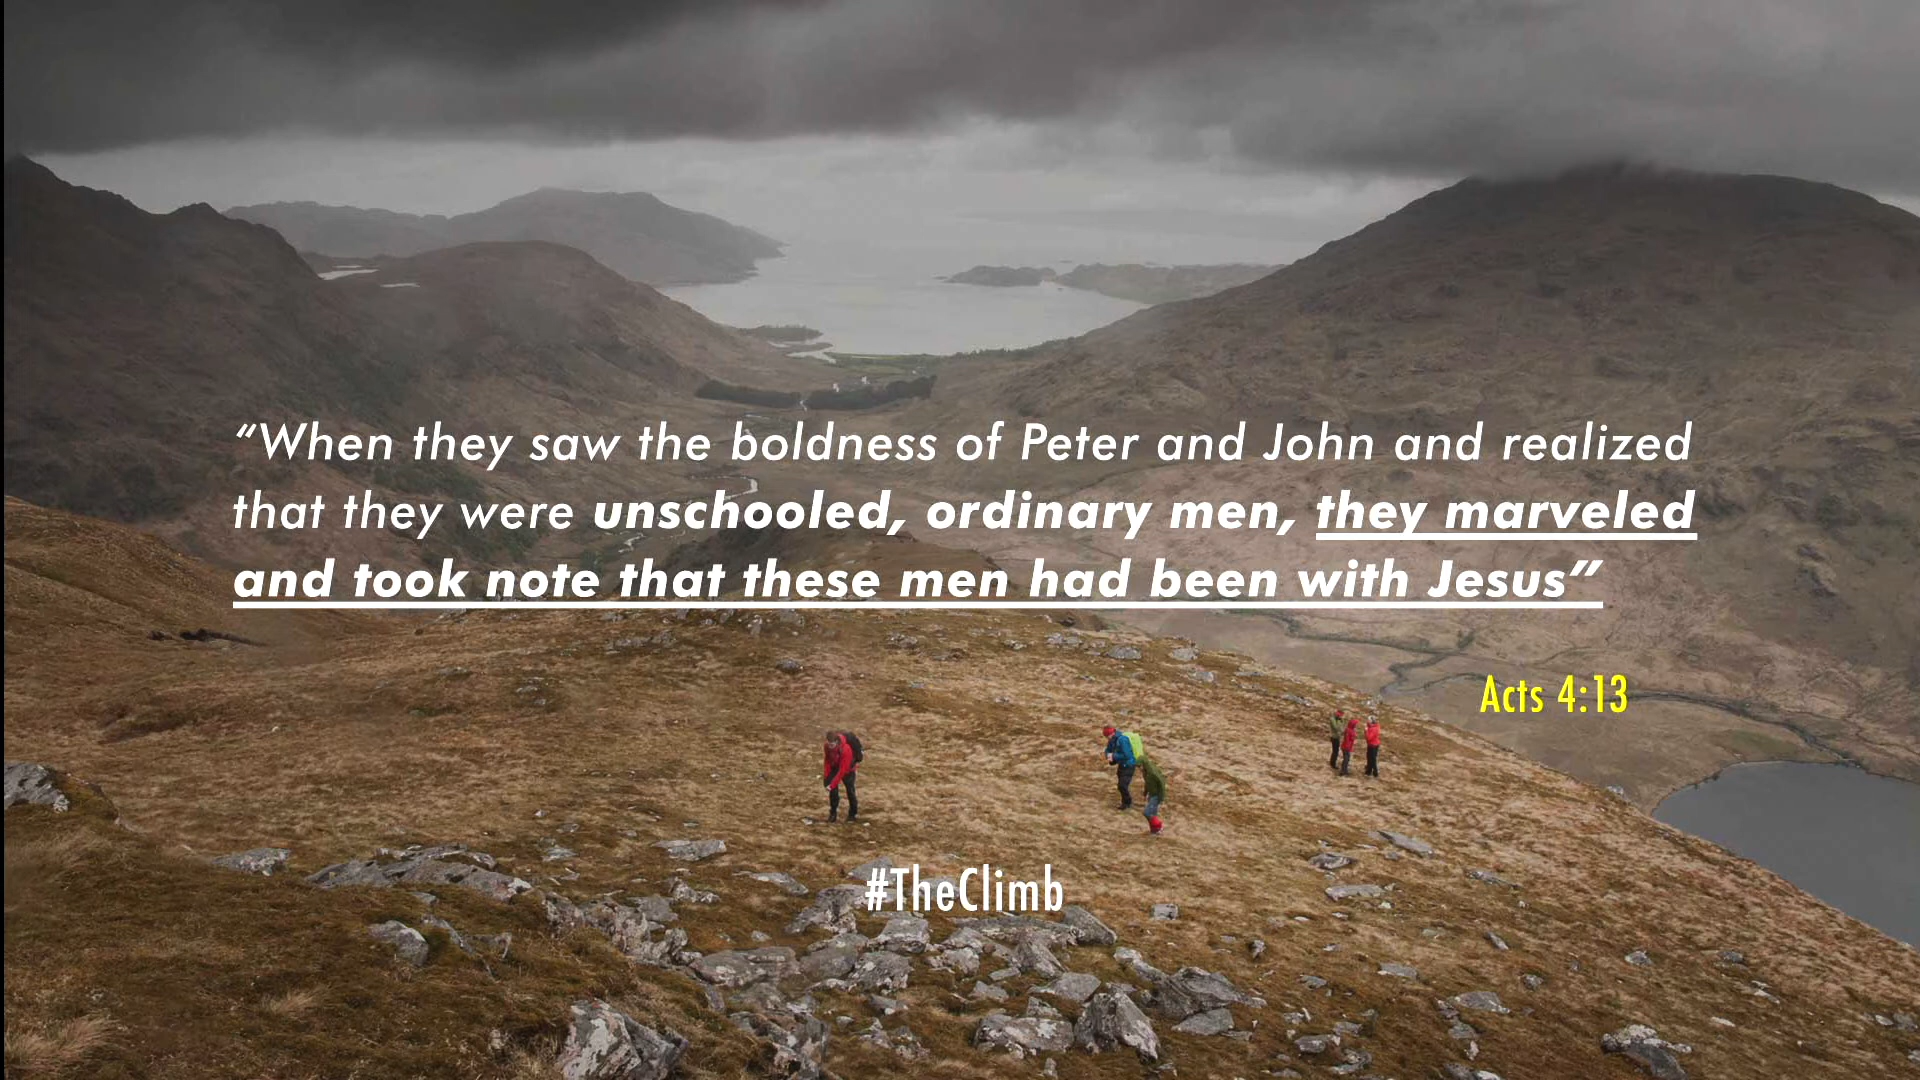 “When they saw the boldness of Peter and John and realized
that they were unschooled, ordinary men, they marveled
and took note that these men had been with Jesus”
Acts 4:13
#TheClimb